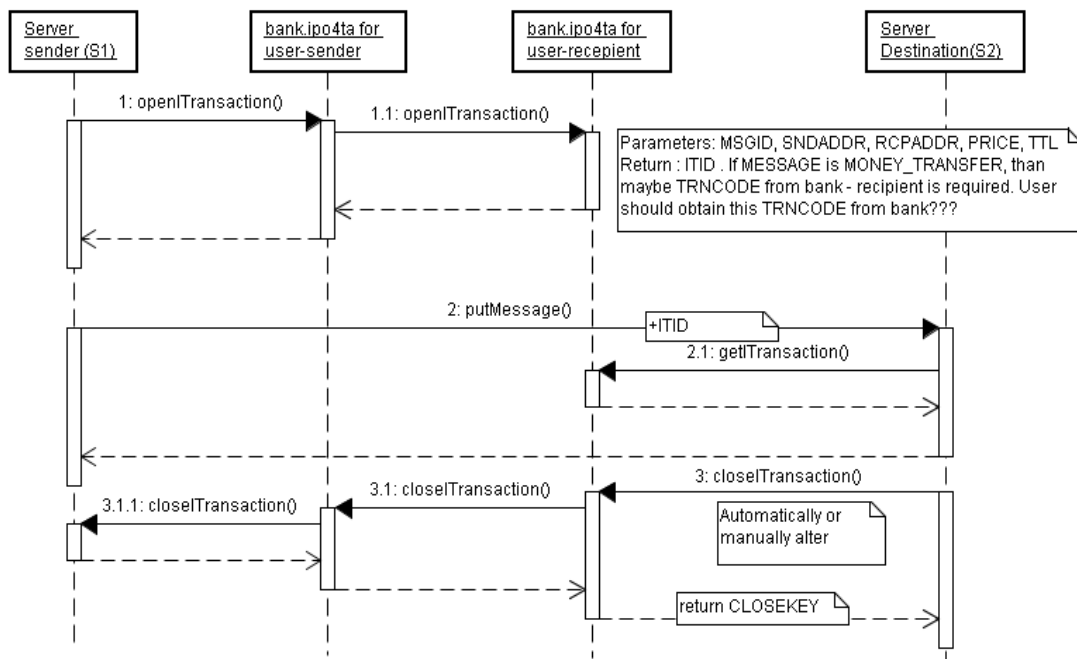 Server
sender (S1)
bank.ipo4ta for
user-sender
bank.ipo4ta for
user-recepient
Server
Destination(S2)
1: openITransaction()
1.1: openITransaction()
Parameters: MSGID, SNDADDR, RCPADDR, PRICE, TTL
Return : ITID . If MESSAGE is MONEY_TRANSFER, than
maybe TRNCODE from bank - recipient is required. User
should obtain this TRNCODE from bank???
2: putMessage()
+ITID
2.1: getITransaction()
3: closeITransaction()
3.1: closeITransaction()
3.1.1: closeITransaction()
Automatically or
manually alter
return CLOSEKEY